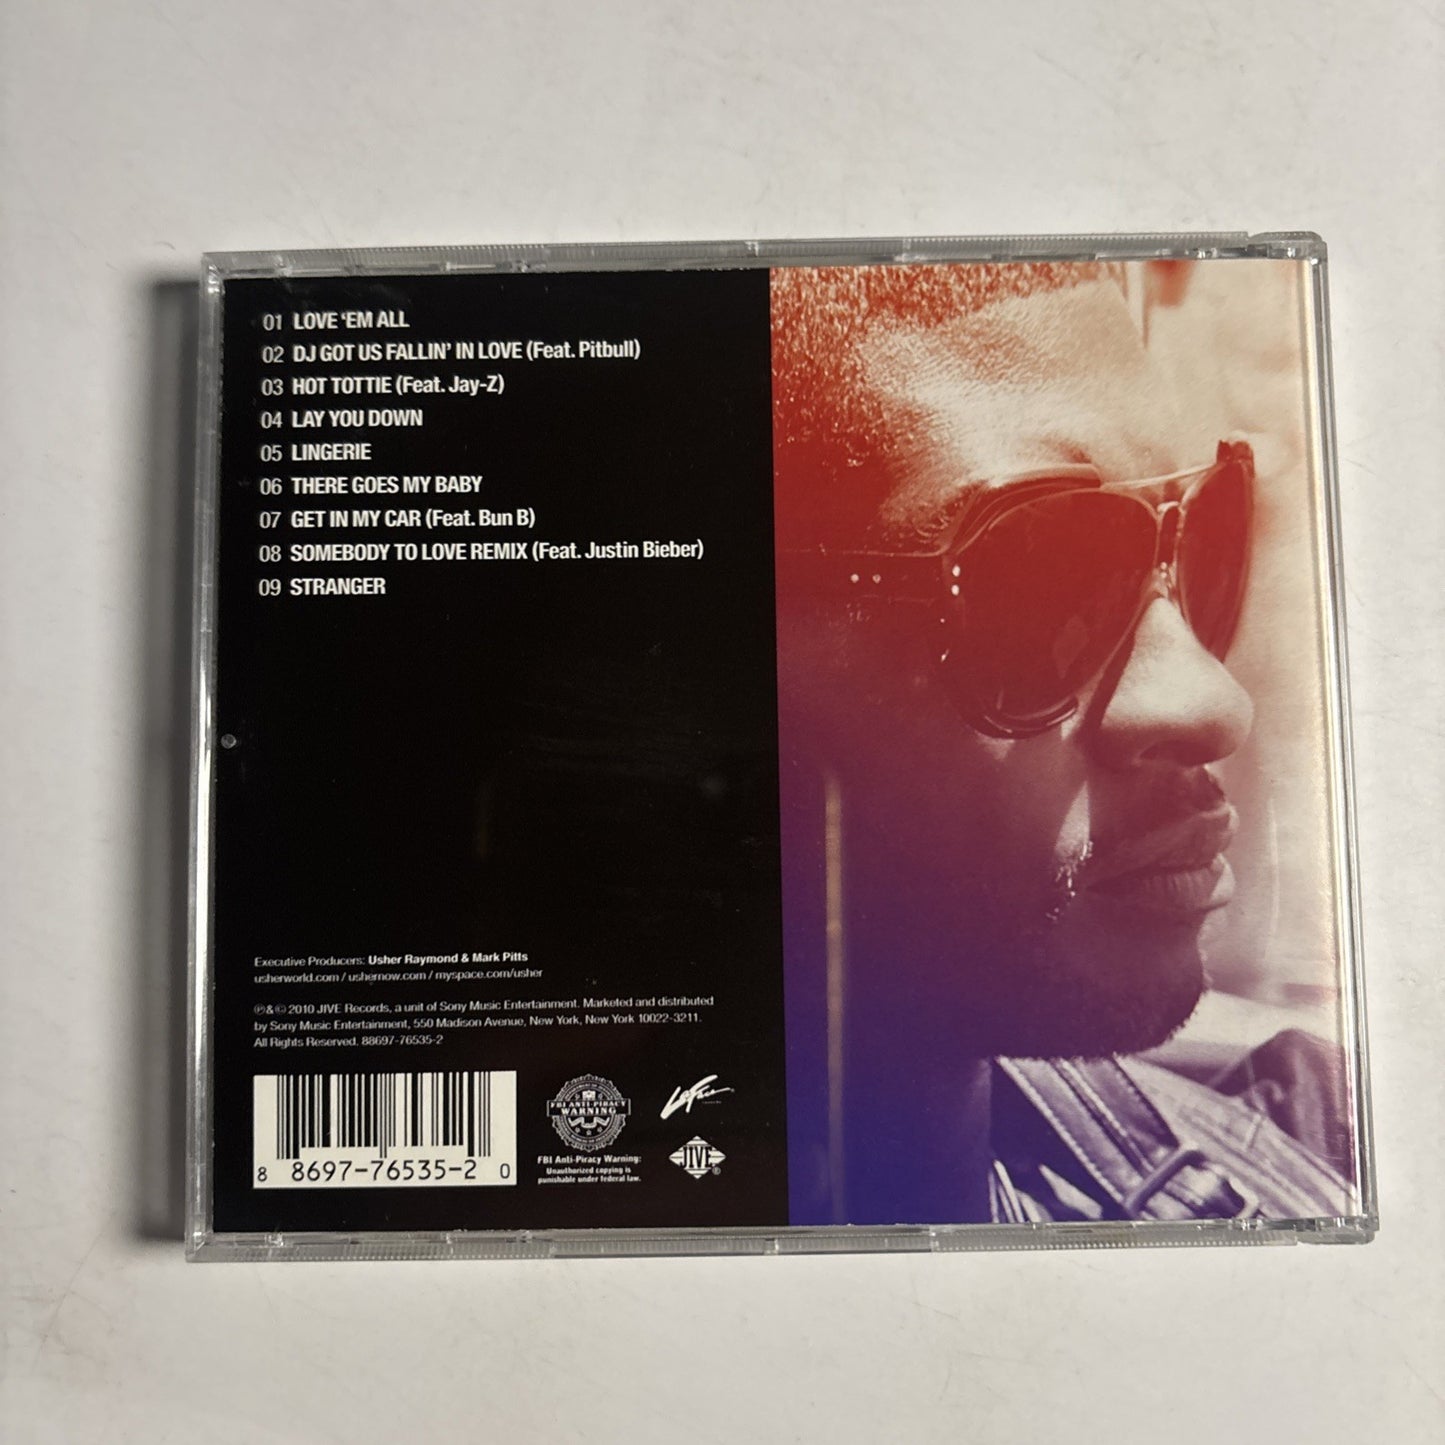 01 LOVE 'EM ALL
02 DJ GOT US FALLIN' IN LOVE (Feat. Pitbull)
03 HOT TOTTIE (Feat. Jay-Z)
04 LAY YOU DOWN
05 LINGERIE
06 THERE GOES MY BABY
07 GET IN MY CAR (Feat. Bun B)
08 SOMEBODY TO LOVE REMIX (Feat. Justin Bieber)
09 STRANGER
Executive Producers: Usher Raymond & Mark Pitts
usherworld.com / ushernow.com / myspace.com/usher
℗&© 2010 JIVE Records, a unit of Sony Music Entertainment. Marketed and distributed
by Sony Music Entertainment, 550 Madison Avenue, New York, New York 10022-3211.
All Rights Reserved. 88697-76535-2
8 8697-76535-2 0
FBI ANTI-PIRACY
WARNING
FBI Anti-Piracy Warning:
Unauthorized copying is
punishable under federal law.
LaFace
JIVE®